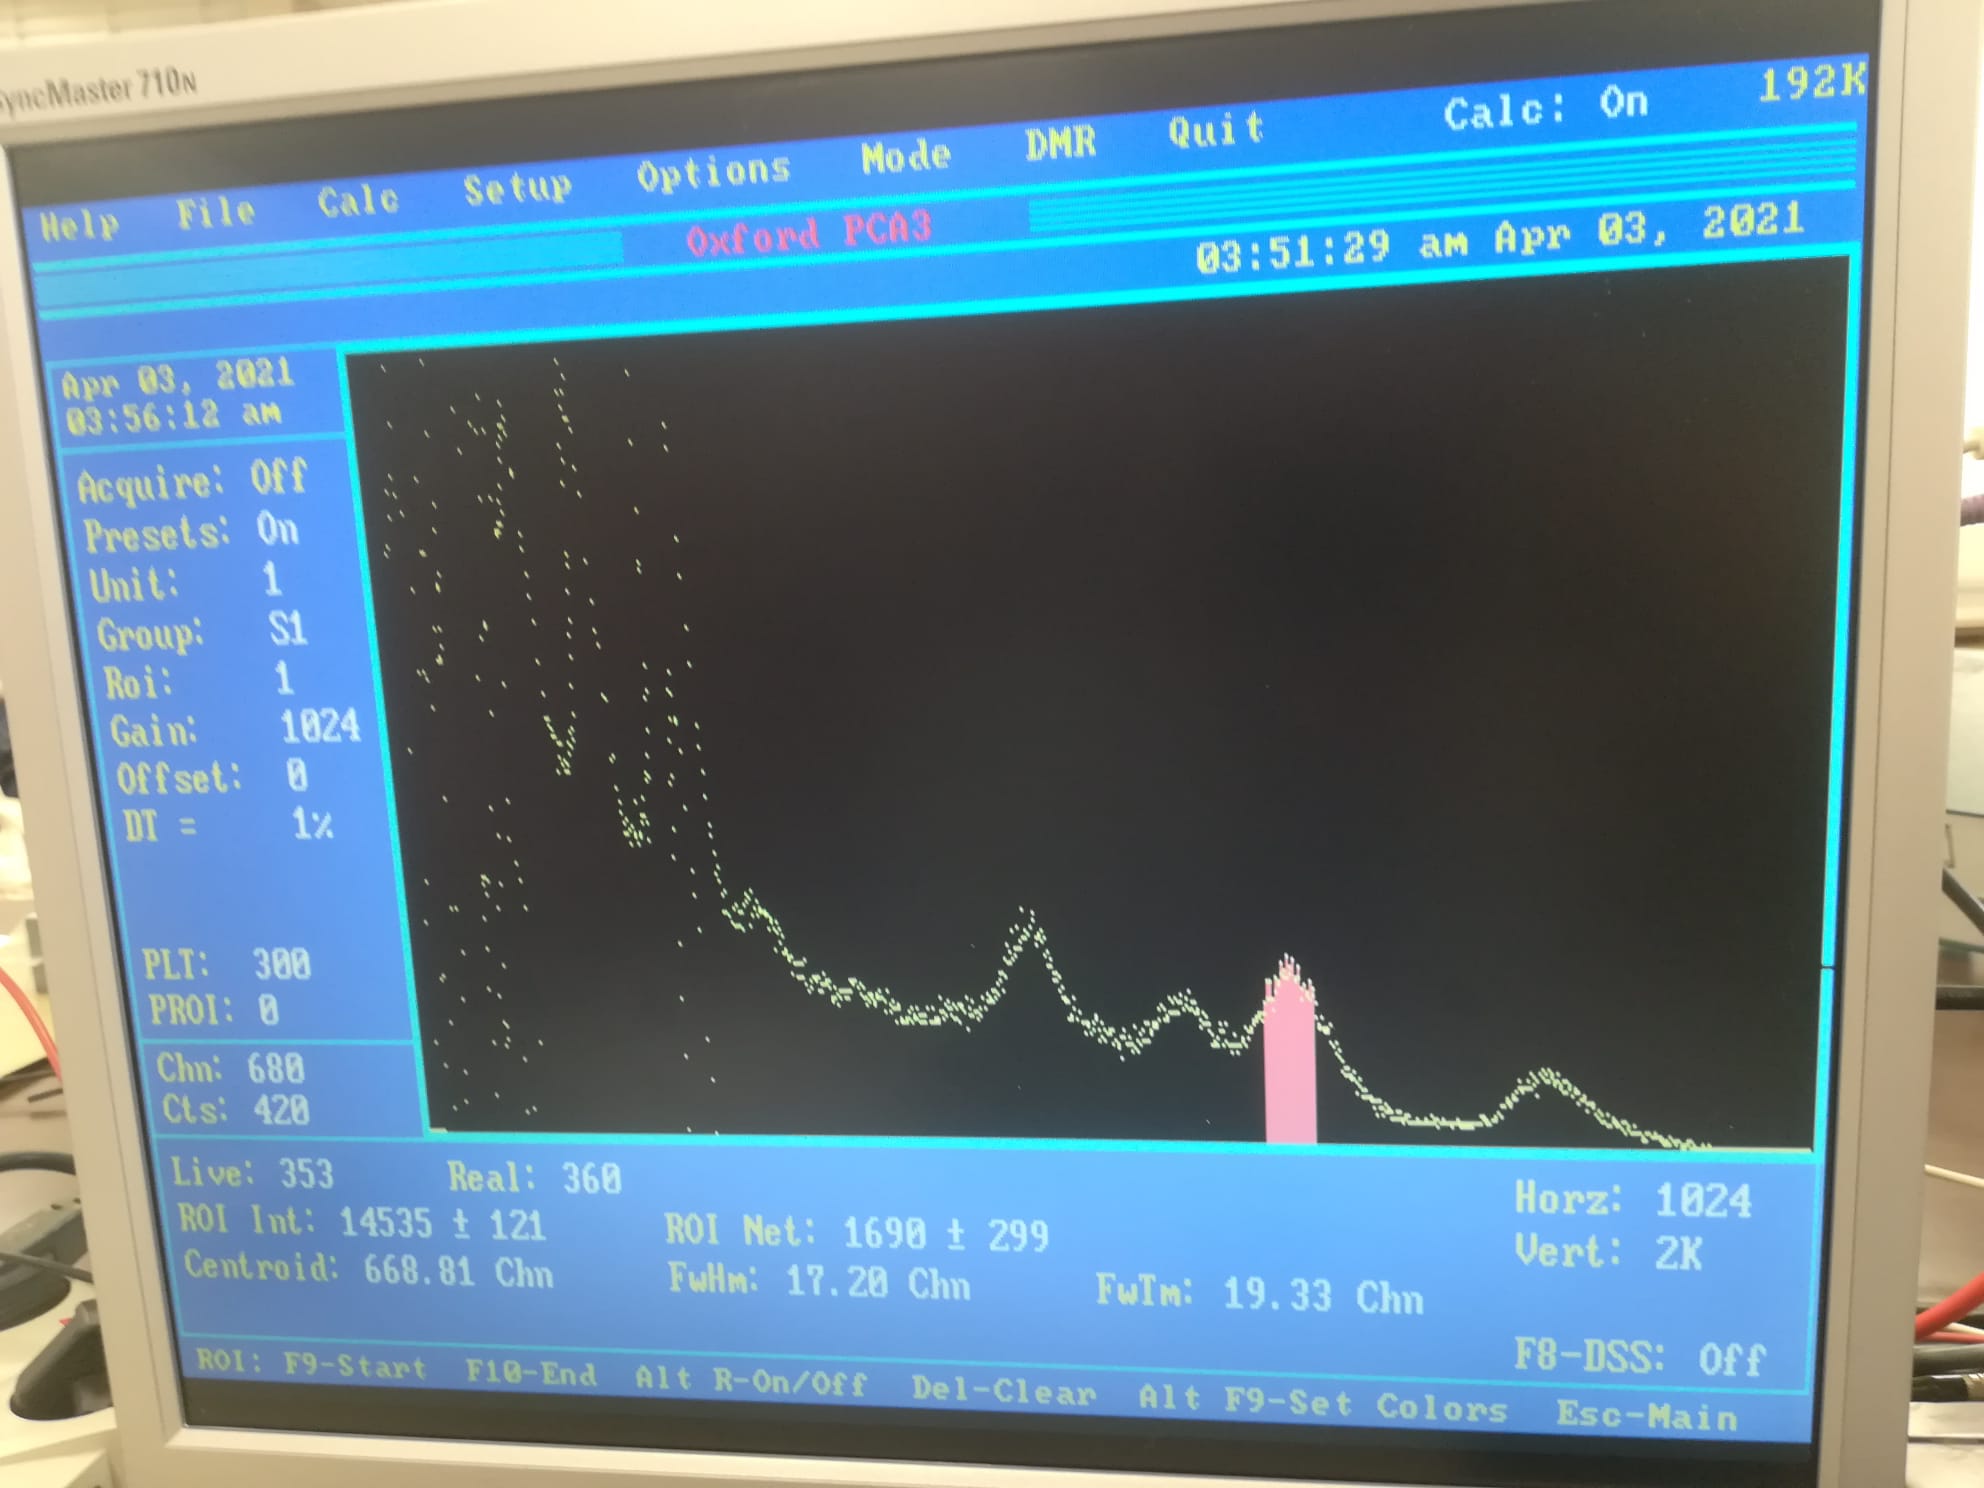 SyncMaster 710N
Help File Calc Setup Options Mode DMR Quit Calc: On 192K
Oxford PCA3
03:51:29 am Apr 03, 2021
Apr 03, 2021
03:56:12 am
Acquire: Off
Presets: On
Unit: 1
Group: S1
Roi: 1
Gain: 1024
Offset: 0
DT = 1%
PLT: 300
PROI: 0
Chn: 680
Cts: 420
Live: 353 Real: 360
Horz: 1024
ROI Int: 14535 ± 121 ROI Net: 1690 ± 299
Vert: 2K
Centroid: 668.81 Chn FwHm: 17.20 Chn FwTm: 19.33 Chn
F8-DSS: Off
ROI: F9-Start F10-End Alt R-On/Off Del-Clear Alt F9-Set Colors Esc-Main